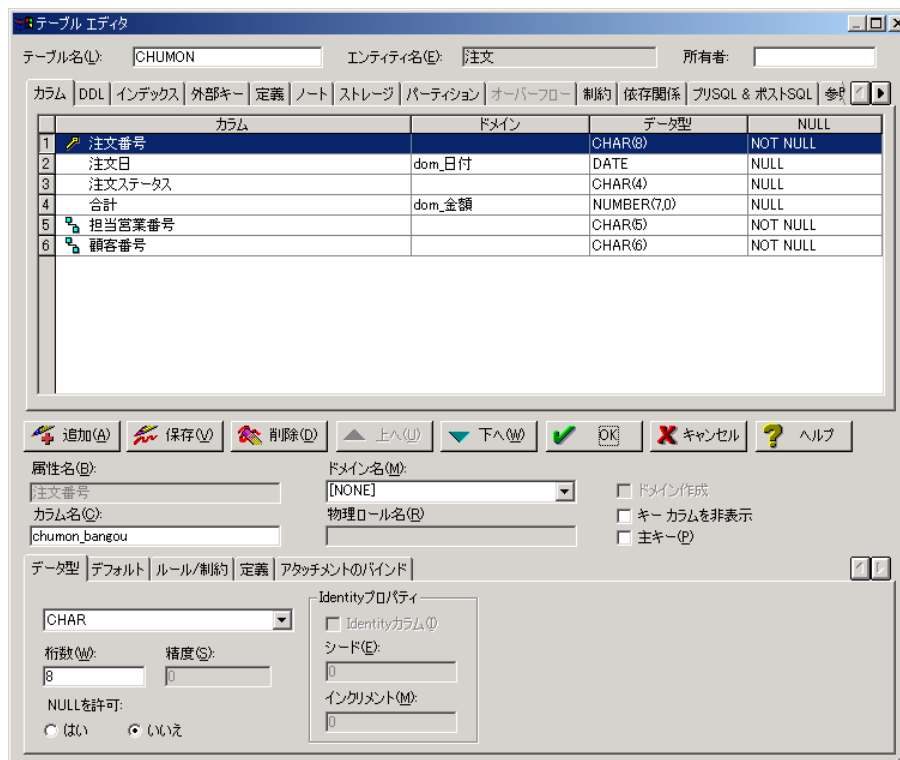 テーブル エディタ
テーブル名(L): CHUMON エンティティ名(E): 注文 所有者:
カラム DDL インデックス 外部キー 定義 ノート ストレージ パーティション オーバーフロー 制約 依存関係 プリSQL & ポストSQL
カラム ドメイン データ型 NULL
1 注文番号 CHAR(8) NOT NULL
2 注文日 dom_日付 DATE NULL
3 注文ステータス CHAR(4) NULL
4 合計 dom_金額 NUMBER(7,0) NULL
5 担当営業番号 CHAR(5) NOT NULL
6 顧客番号 CHAR(6) NOT NULL
追加(A) 保存(V) 削除(D) 上へ(U) 下へ(W) OK キャンセル ヘルプ
属性名(B): ドメイン名(M):
注文番号 [NONE] ドメイン作成
カラム名(C): 物理ロール名(R) キー カラムを非表示
chumon_bangou 主キー(P)
データ型 デフォルト ルール/制約 定義 アタッチメントのバインド
Identityプロパティ
CHAR Identityカラム(I)
桁数(W): 精度(S): シード(E):
8 0 0
NULLを許可: インクリメント(M):
はい いいえ 0